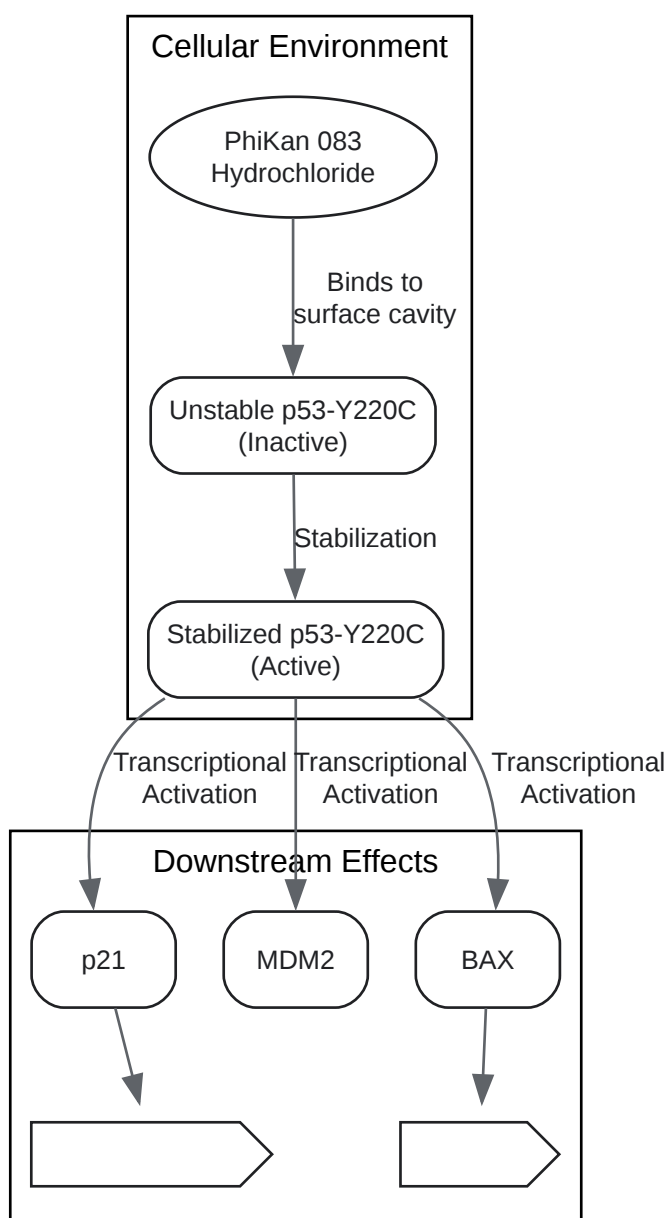 Cellular Environment
PhiKan 083
Hydrochloride
Binds to
surface cavity
Unstable p53-Y220C
(Inactive)
Stabilization
Stabilized p53-Y220C
(Active)
Transcriptional
Activation
Transcriptional
Activation
Transcriptional
Activation
Downstream Effects
p21
MDM2
BAX